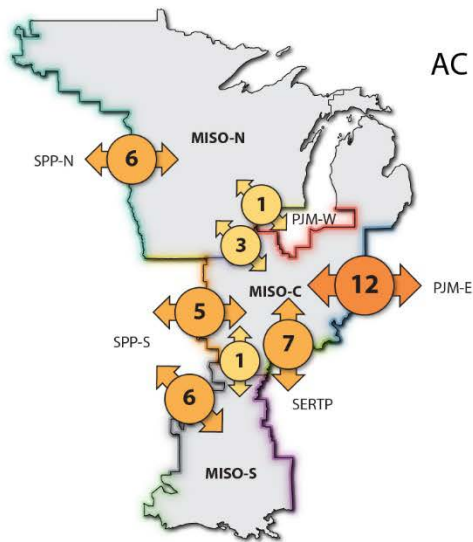 AC
MISO-N
SPP-N
6
1
PJM-W
3
MISO-C
12
PJM-E
5
7
SPP-S
1
6
SERTP
MISO-S